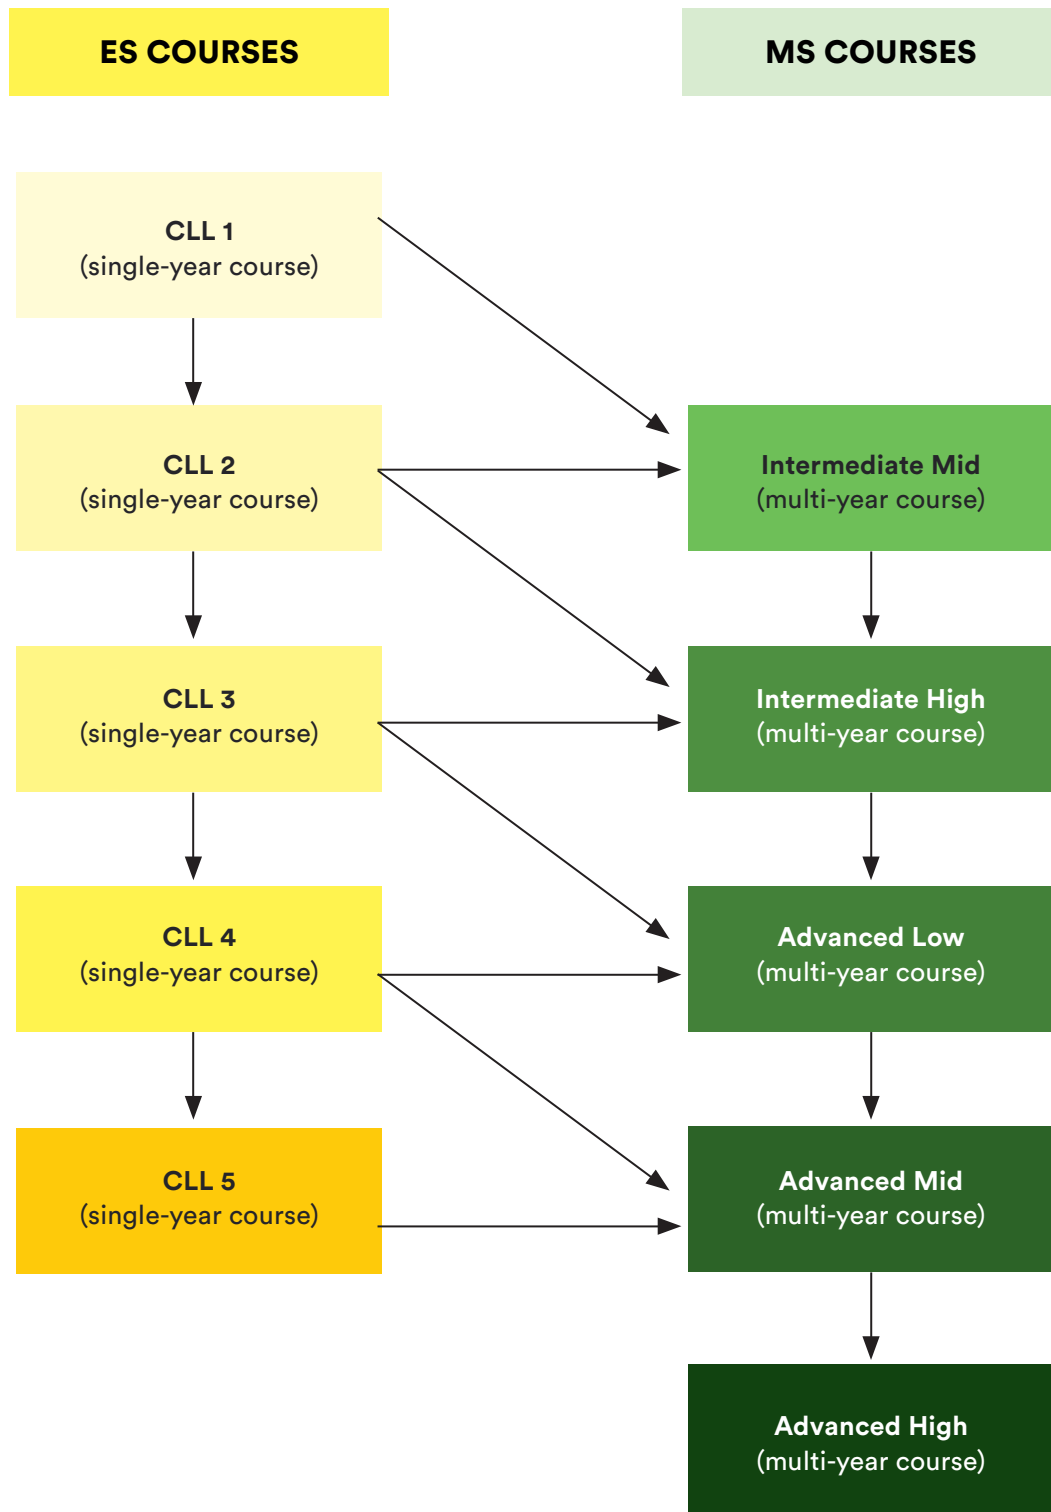 ES COURSES
MS COURSES
CLL 1
(single-year course)
CLL 2
(single-year course)
Intermediate Mid
(multi-year course)
CLL 3
(single-year course)
Intermediate High
(multi-year course)
CLL 4
(single-year course)
Advanced Low
(multi-year course)
CLL 5
(single-year course)
Advanced Mid
(multi-year course)
Advanced High
(multi-year course)